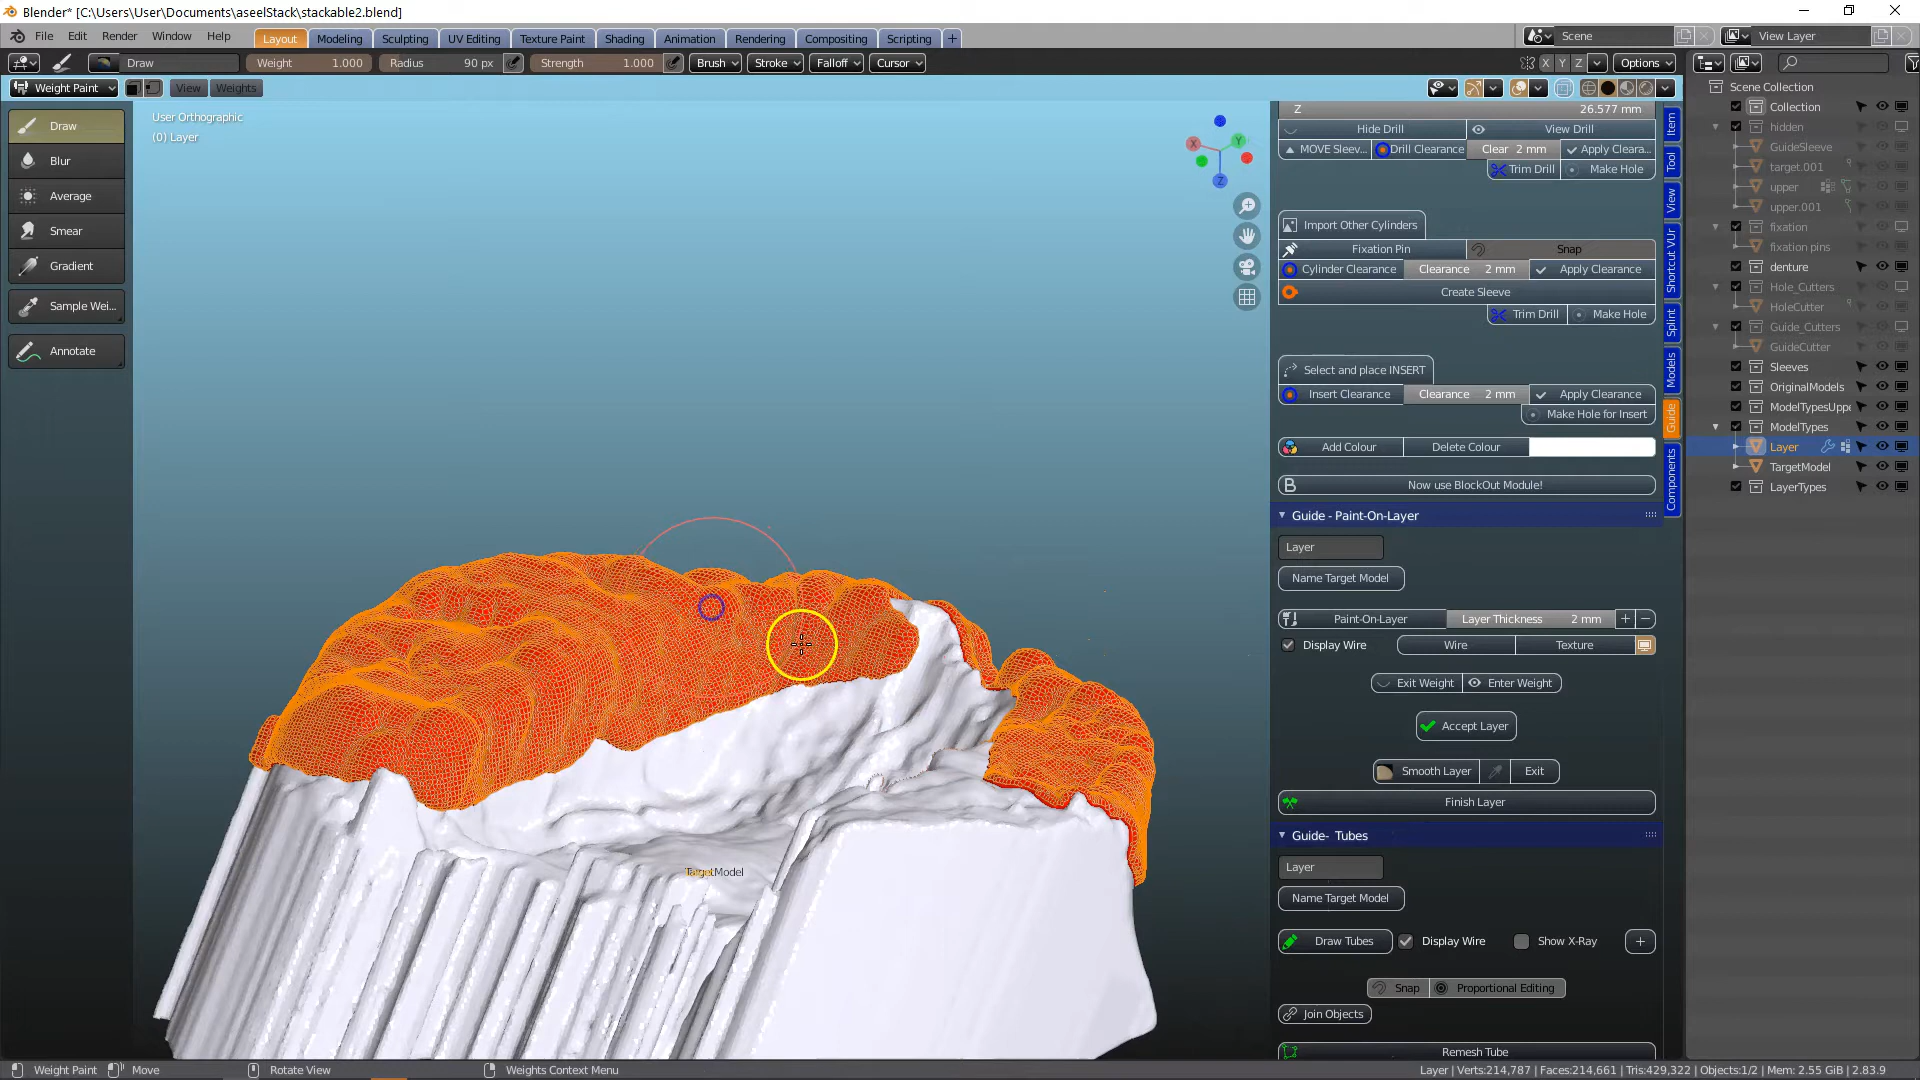 Blender* [C:\Users\User\Documents\aseelStack\stackable2.blend]
File Edit Render Window Help Layout Modeling Sculpting UV Editing Texture Paint Shading Animation Rendering Compositing Scripting + Scene View Layer
Draw Weight 1.000 Radius 90 px Strength 1.000 Brush Stroke Falloff Cursor X Y Z Options
Weight Paint View Weights
Draw
Blur
Average
Smear
Gradient
Sample Wei...
Annotate
User Orthographic
(0) Layer
X Y Z
TargetModel
Z 26.577 mm
Hide Drill View Drill
MOVE Sleev... Drill Clearance Clear 2 mm Apply Cleara...
Trim Drill Make Hole
Import Other Cylinders
Fixation Pin Snap
Cylinder Clearance Clearance 2 mm Apply Clearance
Create Sleeve
Trim Drill Make Hole
Select and place INSERT
Insert Clearance Clearance 2 mm Apply Clearance
Make Hole for Insert
Add Colour Delete Colour
B Now use BlockOut Module!
Guide - Paint-On-Layer
Layer
Name Target Model
Paint-On-Layer Layer Thickness 2 mm + −
Display Wire Wire Texture
Exit Weight Enter Weight
Accept Layer
Smooth Layer Exit
Finish Layer
Guide- Tubes
Layer
Name Target Model
Draw Tubes Display Wire Show X-Ray +
Snap Proportional Editing
Join Objects
Remesh Tube
Item
Tool
View
Shortcut VUr
Splint
Models
Guide
Components
Scene Collection
Collection
hidden
GuideSleeve
target.001
upper
upper.001
fixation
fixation pins
denture
Hole_Cutters
HoleCutter
Guide_Cutters
GuideCutter
Sleeves
OriginalModels
ModelTypesUppe
ModelTypes
Layer
TargetModel
LayerTypes
Weight Paint Move Rotate View Weights Context Menu Layer | Verts:214,787 | Faces:214,661 | Tris:429,322 | Objects:1/2 | Mem: 2.55 GiB | 2.83.9